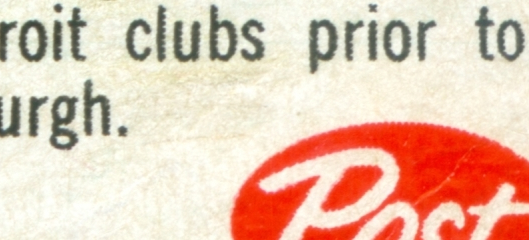 roit clubs prior to
urgh.
Post